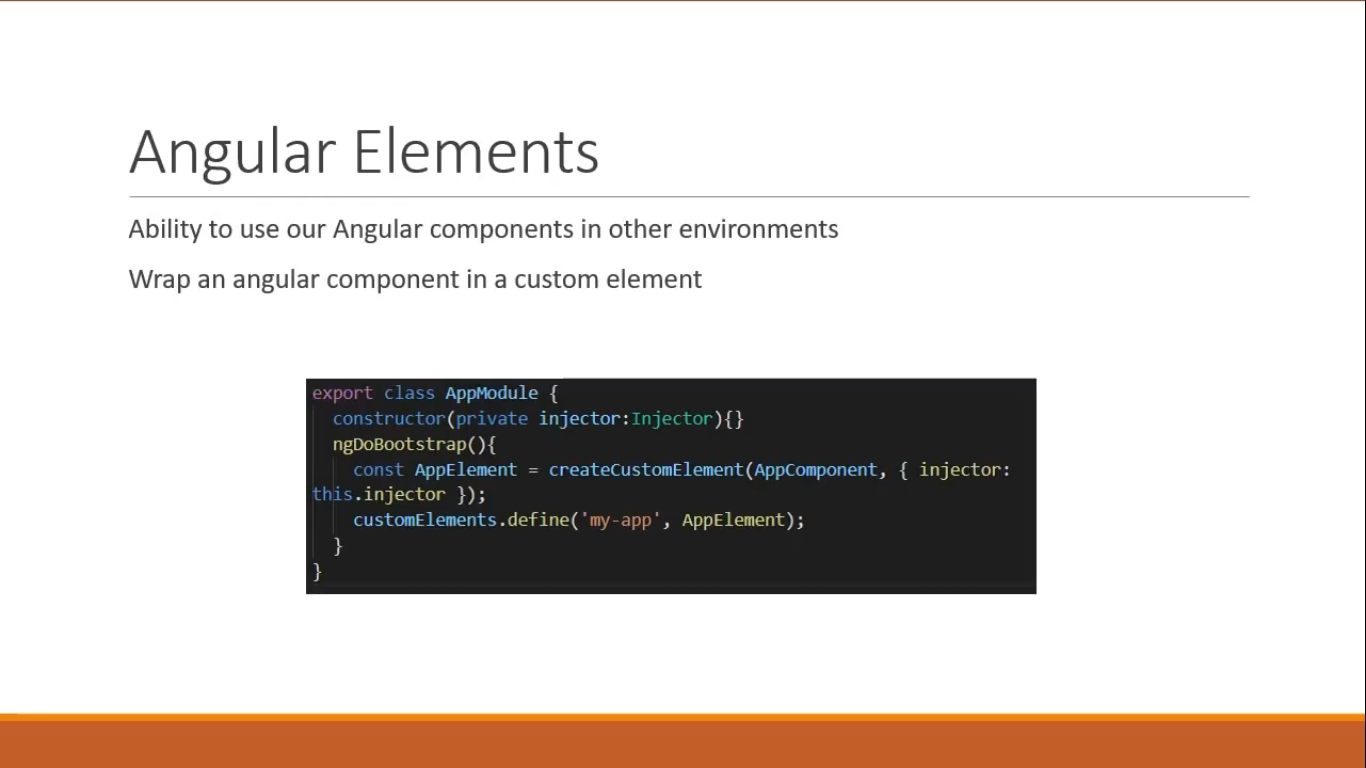 Angular Elements
Ability to use our Angular components in other environments
Wrap an angular component in a custom element
export class AppModule {
constructor(private injector:Injector){}
ngDoBootstrap(){
const AppElement = createCustomElement(AppComponent, { injector:
this.injector });
customElements.define('my-app', AppElement);
}
}